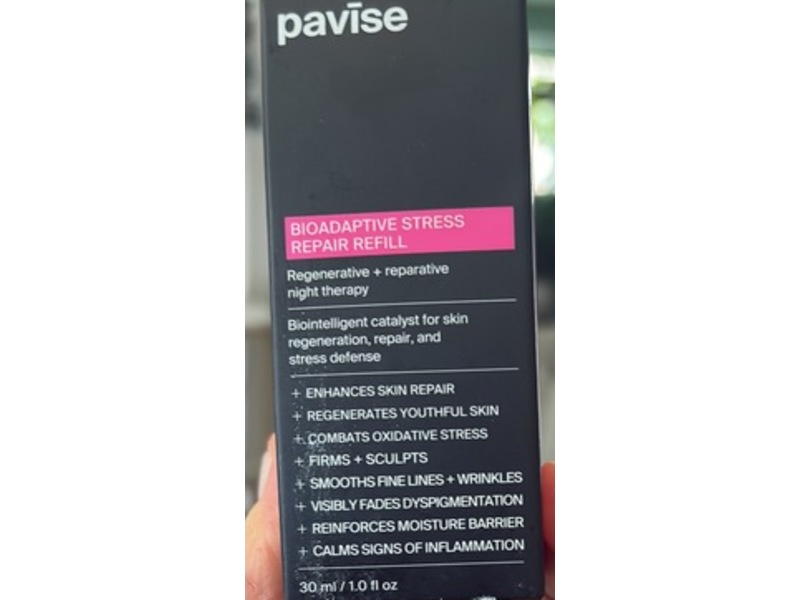 pavīse
BIOADAPTIVE STRESS
REPAIR REFILL
Regenerative + reparative
night therapy
Biointelligent catalyst for skin
regeneration, repair, and
stress defense
+ ENHANCES SKIN REPAIR
+ REGENERATES YOUTHFUL SKIN
+ COMBATS OXIDATIVE STRESS
+ FIRMS + SCULPTS
+ SMOOTHS FINE LINES + WRINKLES
+ VISIBLY FADES DYSPIGMENTATION
+ REINFORCES MOISTURE BARRIER
+ CALMS SIGNS OF INFLAMMATION
30 ml / 1.0 fl oz